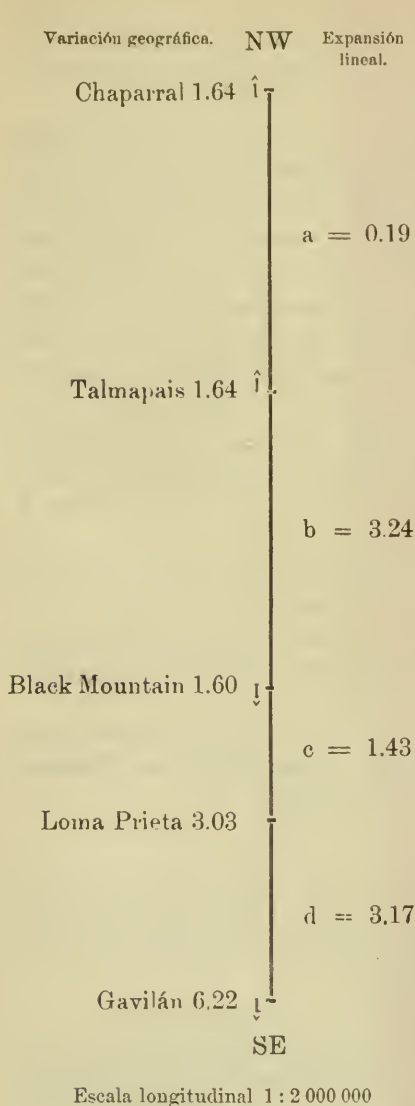 Variación geográfica. NW Expansión
lineal.
Chaparral 1.64
a = 0.19
Talmapais 1.64
b = 3.24
Black Mountain 1.60
c = 1.43
Loma Prieta 3.03
d = 3.17
Gavilán 6.22
SE
Escala longitudinal 1 : 2 000 000